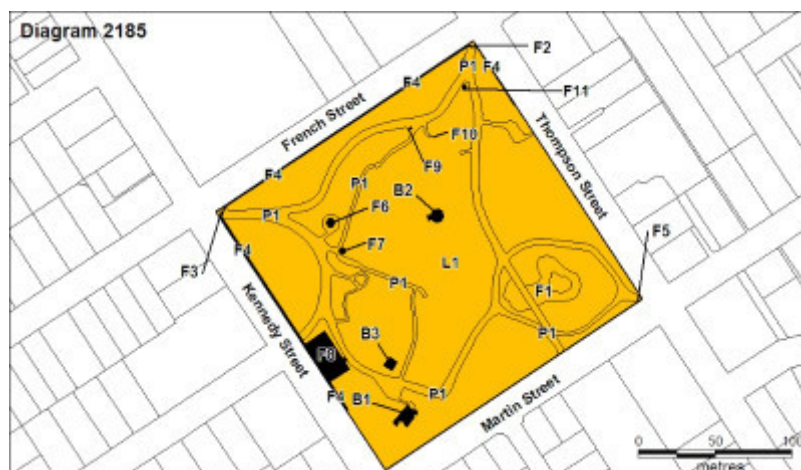 Diagram 2185
F2
P1
F4
F4
F11
French Street
Thompson Street
F10
F9
F4
P1
B2
P1
F6
F5
F4
F7
L1
F3
P1
F1
Kennedy Street
B3
P1
F8
P1
F4
B1
Martin Street
0 50 100
metres